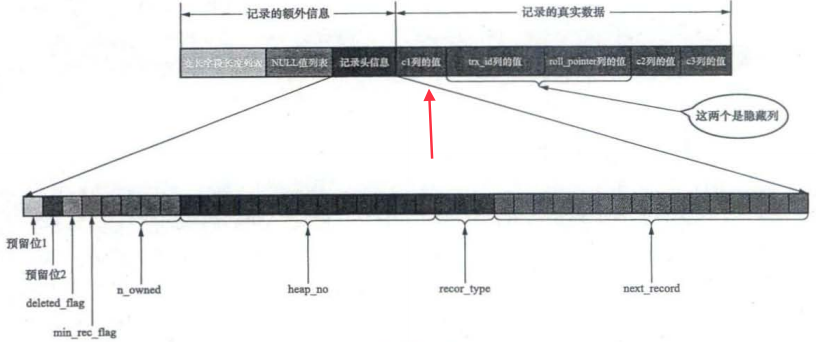 记录的额外信息
记录的真实数据
变长字段长度列表
NULL值列表
记录头信息
c1列的值
trx_id列的值
roll_pointer列的值
c2列的值
c3列的值
这两个是隐藏列
预留位1
预留位2
deleted_flag
min_rec_flag
n_owned
heap_no
recor_type
next_record